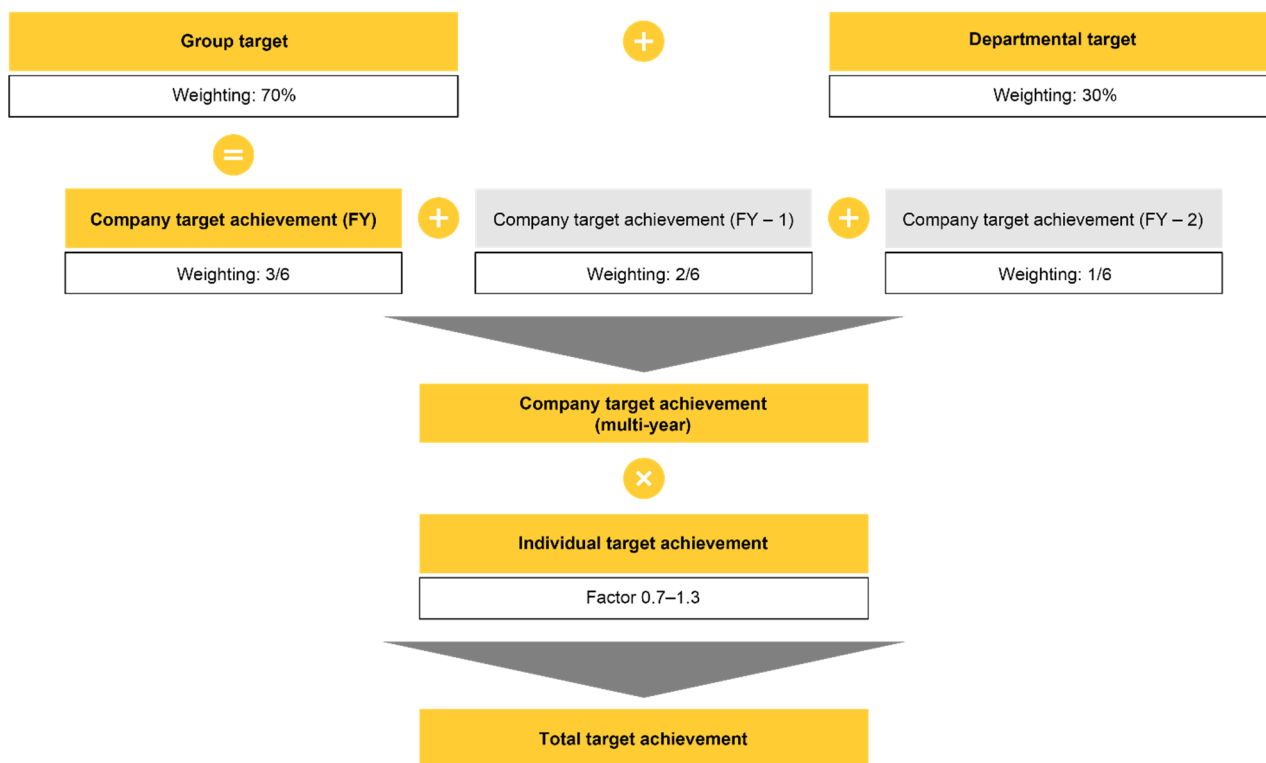 Group target
+
Departmental target
Weighting: 70%
Weighting: 30%
=
Company target achievement (FY)
+
Company target achievement (FY – 1)
+
Company target achievement (FY – 2)
Weighting: 3/6
Weighting: 2/6
Weighting: 1/6
Company target achievement
(multi-year)
×
Individual target achievement
Factor 0.7–1.3
Total target achievement